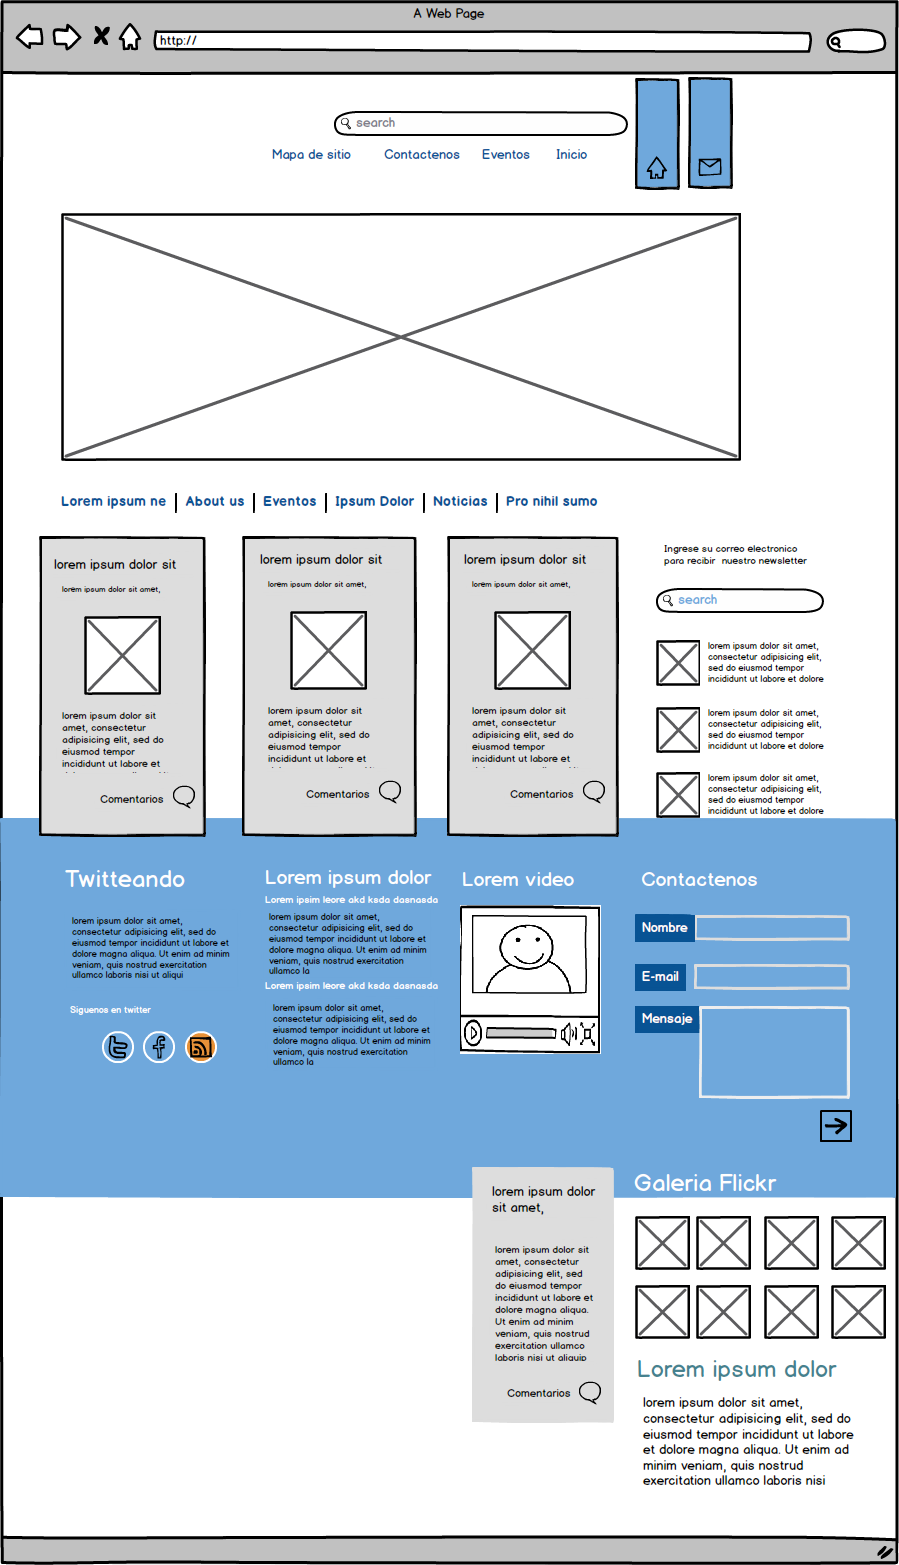 A Web Page
http://
search
Mapa de sitio
Contactenos
Eventos
Inicio
Lorem ipsum ne
About us
Eventos
Ipsum Dolor
Noticias
Pro nihil sumo
lorem ipsum dolor sit
lorem ipsum dolor sit amet,
lorem ipsum dolor sit
amet, consectetur
adipisicing elit, sed do
eiusmod tempor
incididunt ut labore et
Comentarios
lorem ipsum dolor sit
lorem ipsum dolor sit amet,
lorem ipsum dolor sit
amet, consectetur
adipisicing elit, sed do
eiusmod tempor
incididunt ut labore et
Comentarios
lorem ipsum dolor sit
lorem ipsum dolor sit amet,
lorem ipsum dolor sit
amet, consectetur
adipisicing elit, sed do
eiusmod tempor
incididunt ut labore et
Comentarios
Ingrese su correo electronico
para recibir nuestro newsletter
search
lorem ipsum dolor sit amet,
consectetur adipisicing elit,
sed do eiusmod tempor
incididunt ut labore et dolore
lorem ipsum dolor sit amet,
consectetur adipisicing elit,
sed do eiusmod tempor
incididunt ut labore et dolore
lorem ipsum dolor sit amet,
consectetur adipisicing elit,
sed do eiusmod tempor
incididunt ut labore et dolore
Twitteando
lorem ipsum dolor sit amet,
consectetur adipisicing elit, sed do
eiusmod tempor incididunt ut labore et
dolore magna aliqua. Ut enim ad minim
veniam, quis nostrud exercitation
ullamco laboris nisi ut aliqui
Siguenos en twitter
Lorem ipsum dolor
Lorem ipsim leore akd ksda dasnasda
lorem ipsum dolor sit amet,
consectetur adipisicing elit, sed do
eiusmod tempor incididunt ut labore et
dolore magna aliqua. Ut enim ad minim
veniam, quis nostrud exercitation
ullamco la
Lorem ipsim leore akd ksda dasnasda
lorem ipsum dolor sit amet,
consectetur adipisicing elit, sed do
eiusmod tempor incididunt ut labore et
dolore magna aliqua. Ut enim ad minim
veniam, quis nostrud exercitation
ullamco la
Lorem video
Contactenos
Nombre
E-mail
Mensaje
lorem ipsum dolor
sit amet,
lorem ipsum dolor sit
amet, consectetur
adipisicing elit, sed
do eiusmod tempor
incididunt ut labore et
dolore magna aliqua.
Ut enim ad minim
veniam, quis nostrud
exercitation ullamco
laboris nisi ut aliquip
Comentarios
Galeria Flickr
Lorem ipsum dolor
lorem ipsum dolor sit amet,
consectetur adipisicing elit, sed do
eiusmod tempor incididunt ut labore
et dolore magna aliqua. Ut enim ad
minim veniam, quis nostrud
exercitation ullamco laboris nisi